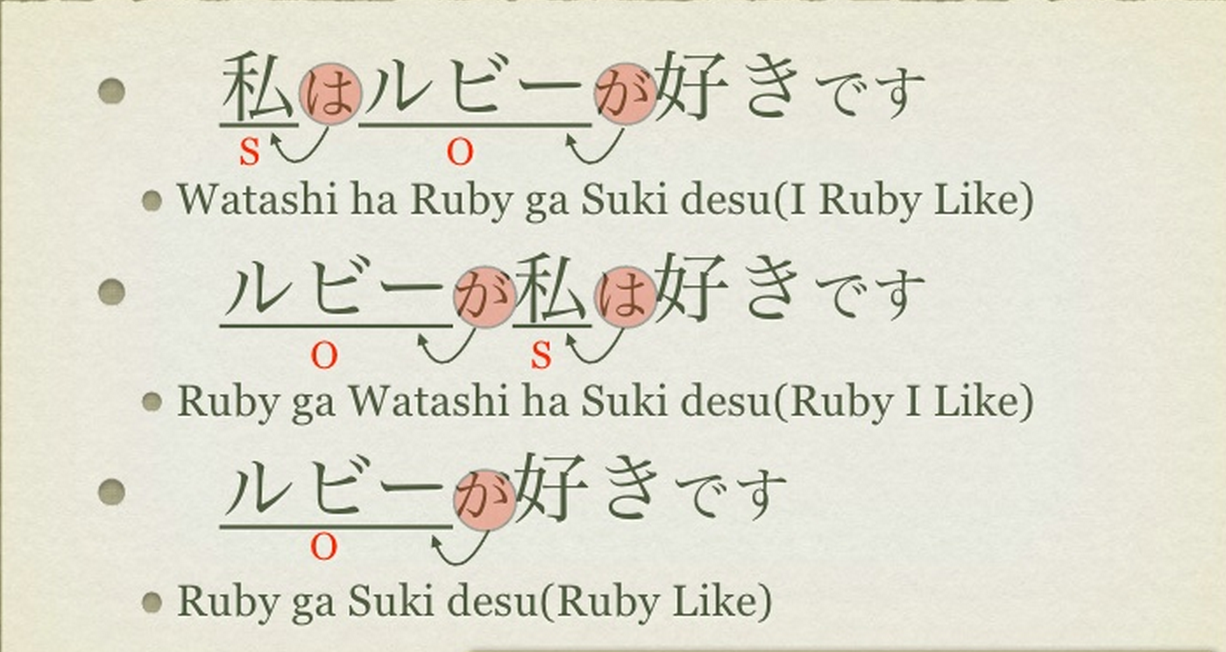 私はルビーが好きです
S O
Watashi ha Ruby ga Suki desu(I Ruby Like)
ルビーが私は好きです
O S
Ruby ga Watashi ha Suki desu(Ruby I Like)
ルビーが好きです
O
Ruby ga Suki desu(Ruby Like)